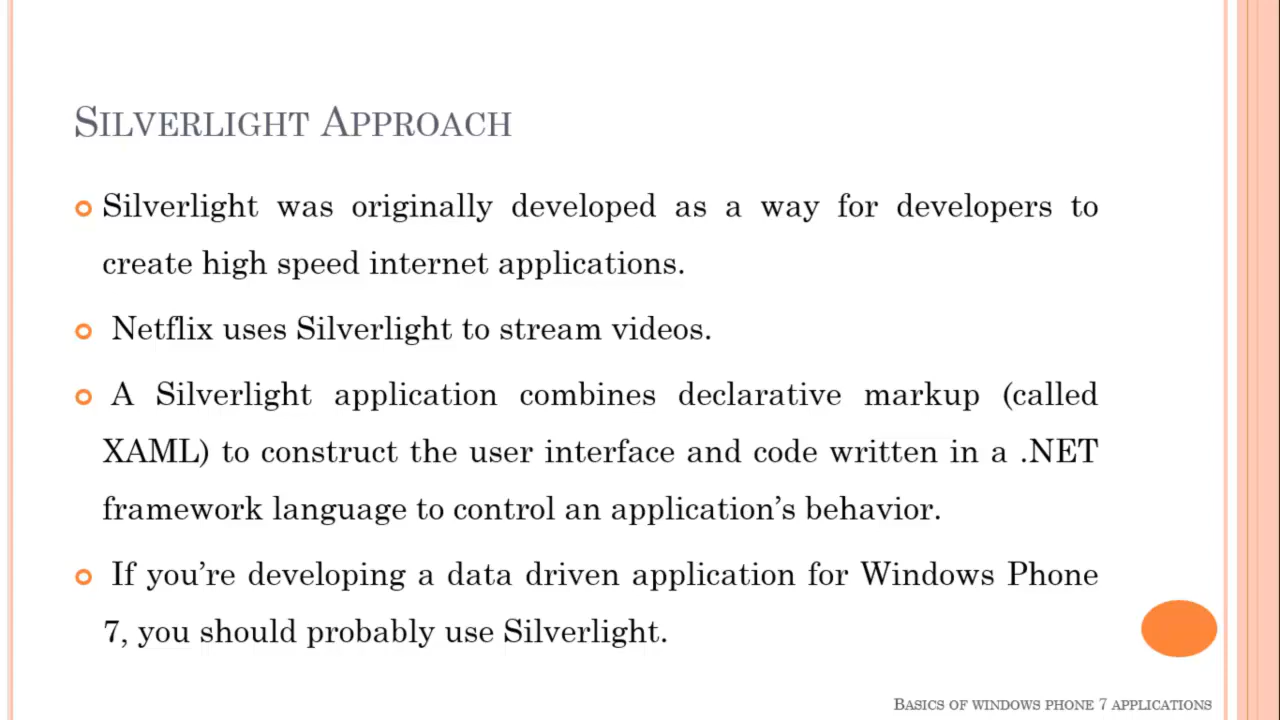 SILVERLIGHT APPROACH
Silverlight was originally developed as a way for developers to
create high speed internet applications.
Netflix uses Silverlight to stream videos.
A Silverlight application combines declarative markup (called
XAML) to construct the user interface and code written in a .NET
framework language to control an application’s behavior.
If you’re developing a data driven application for Windows Phone
7, you should probably use Silverlight.
BASICS OF WINDOWS PHONE 7 APPLICATIONS